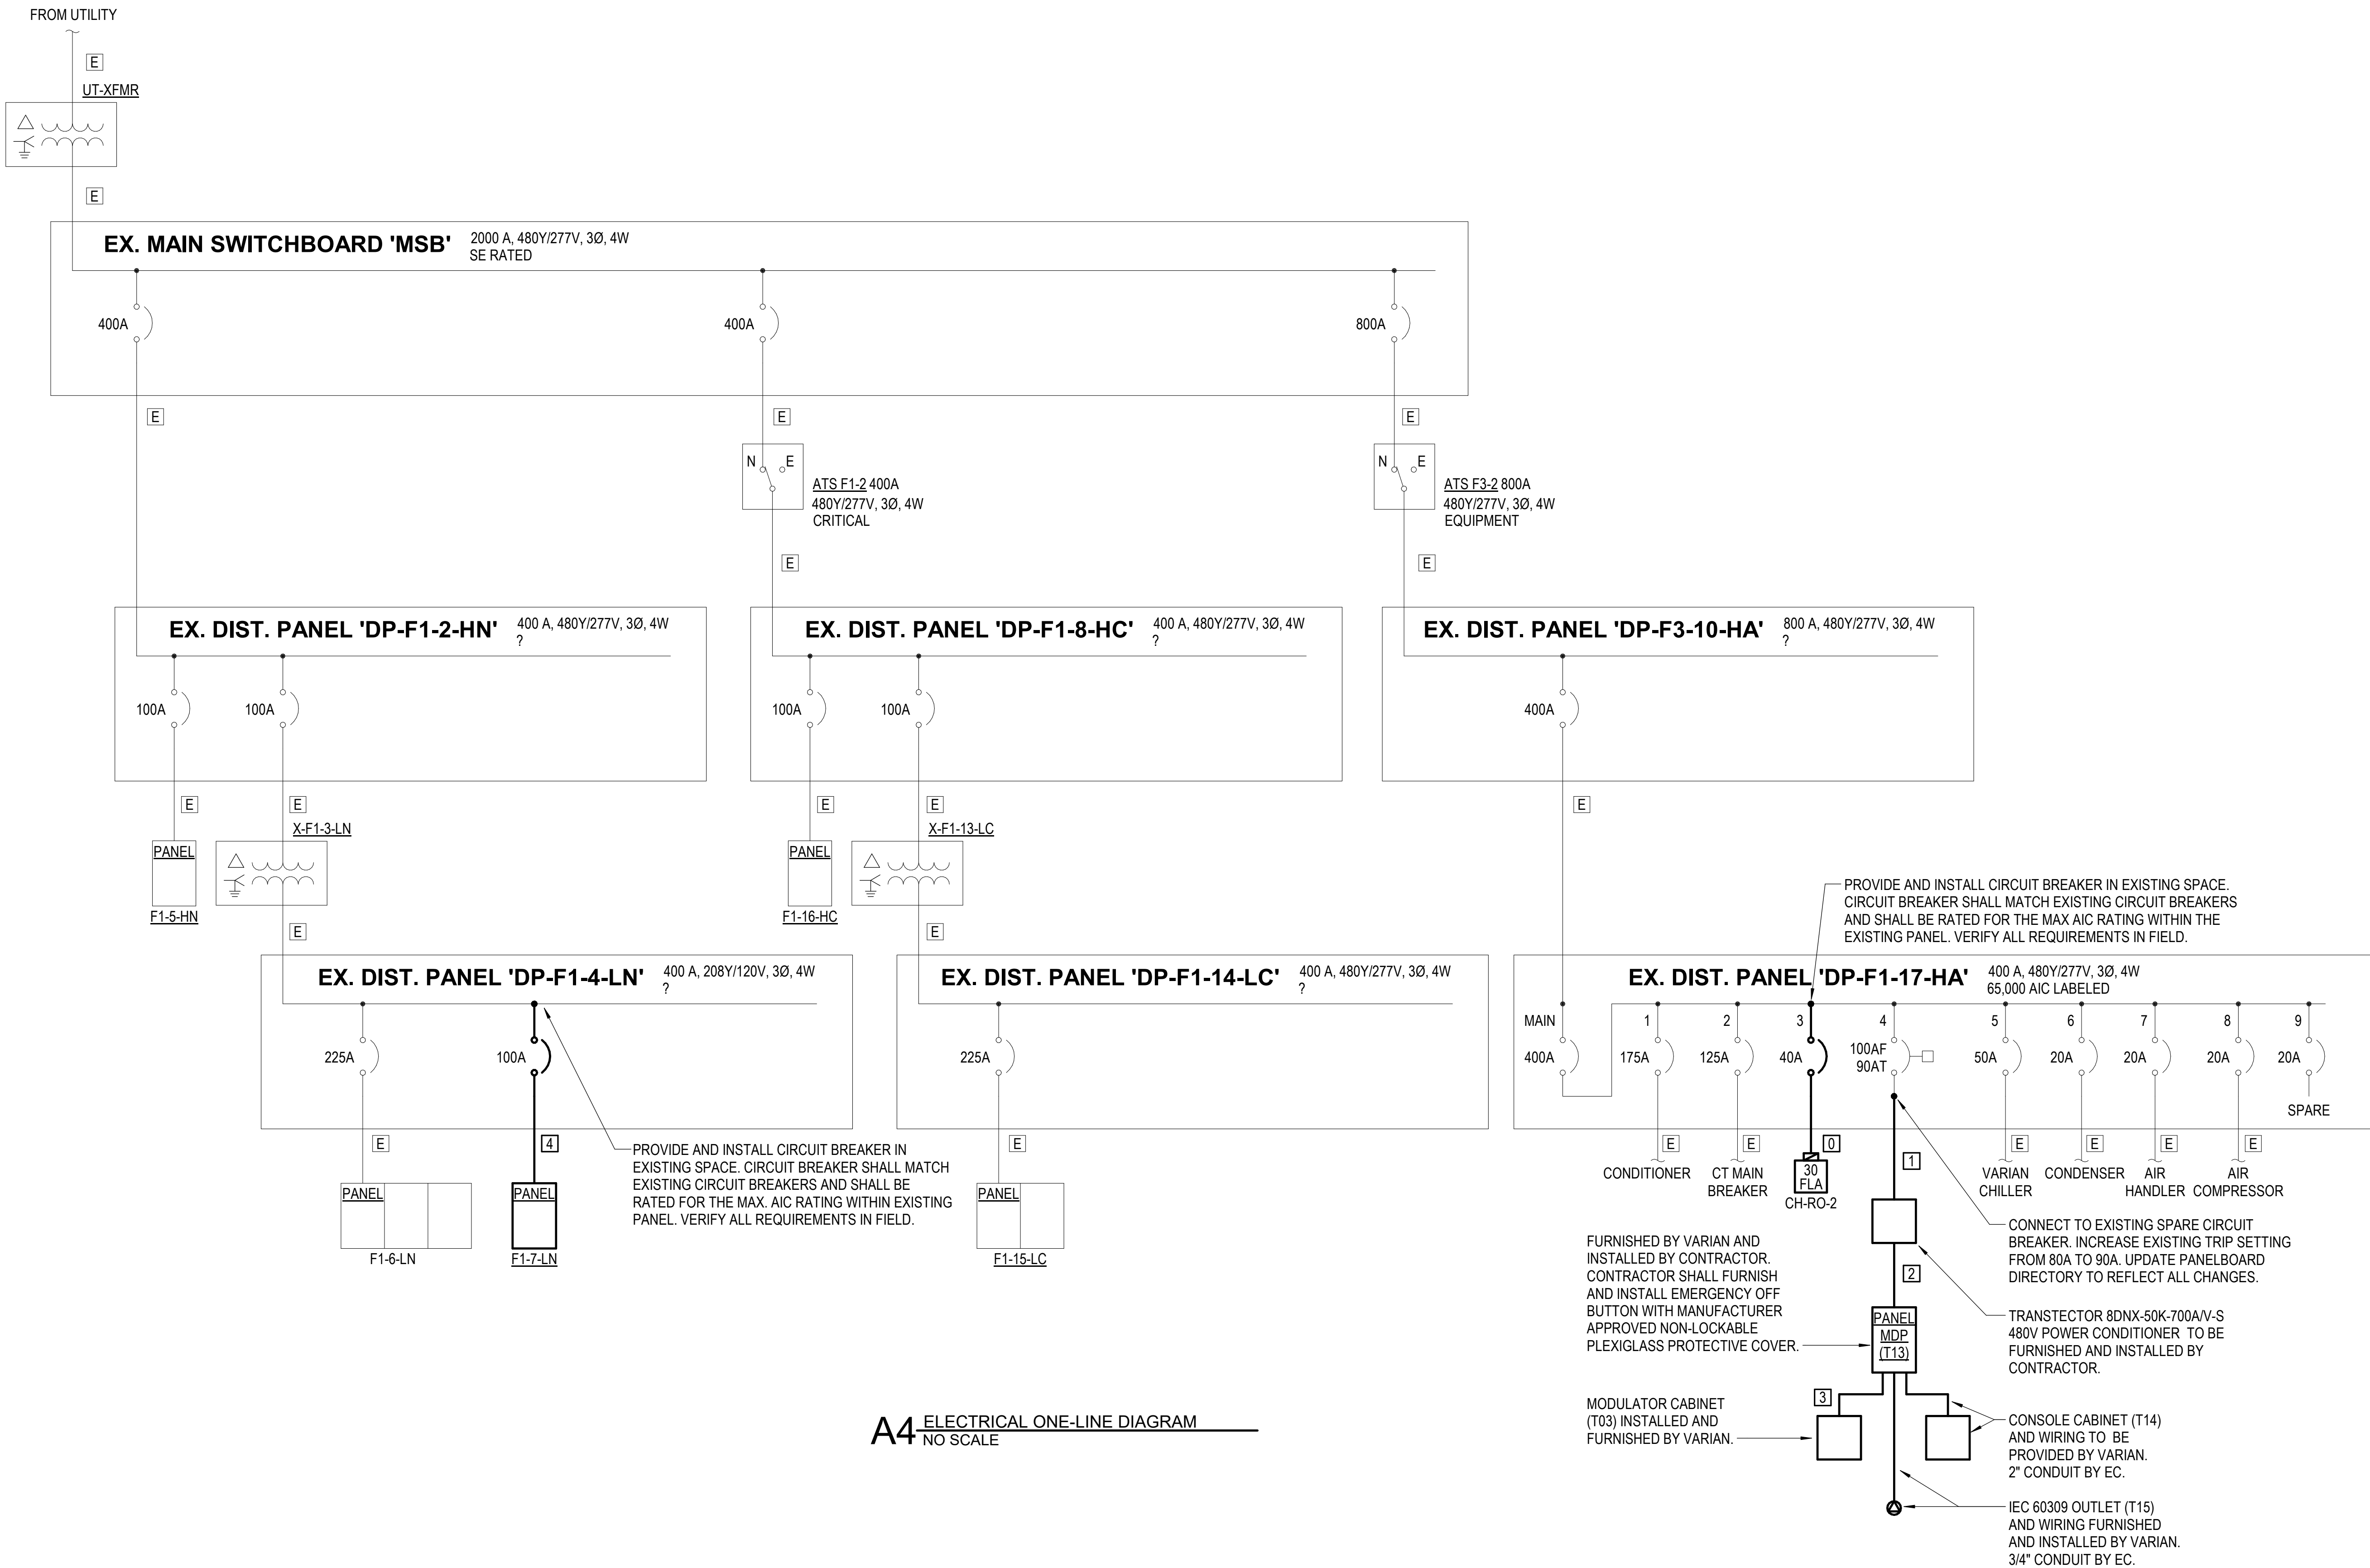 FROM UTILITY
E
UT-XFMR
E
EX. MAIN SWITCHBOARD 'MSB'
2000 A, 480Y/277V, 3Ø, 4W
SE RATED
400A
400A
800A
E
E
E
N E
ATS F1-2 400A
480Y/277V, 3Ø, 4W
CRITICAL
N E
ATS F3-2 800A
480Y/277V, 3Ø, 4W
EQUIPMENT
E
E
EX. DIST. PANEL 'DP-F1-2-HN'
400 A, 480Y/277V, 3Ø, 4W
?
100A
100A
EX. DIST. PANEL 'DP-F1-8-HC'
400 A, 480Y/277V, 3Ø, 4W
?
100A
100A
EX. DIST. PANEL 'DP-F3-10-HA'
800 A, 480Y/277V, 3Ø, 4W
?
400A
E
E
E
E
E
X-F1-3-LN
X-F1-13-LC
PANEL
F1-5-HN
PANEL
F1-16-HC
E
E
PROVIDE AND INSTALL CIRCUIT BREAKER IN EXISTING SPACE.
CIRCUIT BREAKER SHALL MATCH EXISTING CIRCUIT BREAKERS
AND SHALL BE RATED FOR THE MAX AIC RATING WITHIN THE
EXISTING PANEL. VERIFY ALL REQUIREMENTS IN FIELD.
EX. DIST. PANEL 'DP-F1-4-LN'
400 A, 208Y/120V, 3Ø, 4W
?
225A
100A
EX. DIST. PANEL 'DP-F1-14-LC'
400 A, 480Y/277V, 3Ø, 4W
?
225A
EX. DIST. PANEL 'DP-F1-17-HA'
400 A, 480Y/277V, 3Ø, 4W
65,000 AIC LABELED
MAIN
400A
1
175A
2
125A
3
40A
4
100AF
90AT
5
50A
6
20A
7
20A
8
20A
9
20A
SPARE
E
4
PROVIDE AND INSTALL CIRCUIT BREAKER IN
EXISTING SPACE. CIRCUIT BREAKER SHALL MATCH
EXISTING CIRCUIT BREAKERS AND SHALL BE
RATED FOR THE MAX. AIC RATING WITHIN EXISTING
PANEL. VERIFY ALL REQUIREMENTS IN FIELD.
PANEL
F1-6-LN
PANEL
F1-7-LN
E
PANEL
F1-15-LC
E
CONDITIONER
E
CT MAIN
BREAKER
0
30
FLA
CH-RO-2
1
E
VARIAN
CHILLER
E
CONDENSER
E
AIR
HANDLER
E
AIR
COMPRESSOR
CONNECT TO EXISTING SPARE CIRCUIT
BREAKER. INCREASE EXISTING TRIP SETTING
FROM 80A TO 90A. UPDATE PANELBOARD
DIRECTORY TO REFLECT ALL CHANGES.
FURNISHED BY VARIAN AND
INSTALLED BY CONTRACTOR.
CONTRACTOR SHALL FURNISH
AND INSTALL EMERGENCY OFF
BUTTON WITH MANUFACTURER
APPROVED NON-LOCKABLE
PLEXIGLASS PROTECTIVE COVER.
2
PANEL
MDP
(T13)
TRANSTECTOR 8DNX-50K-700A/V-S
480V POWER CONDITIONER TO BE
FURNISHED AND INSTALLED BY
CONTRACTOR.
3
MODULATOR CABINET
(T03) INSTALLED AND
FURNISHED BY VARIAN.
CONSOLE CABINET (T14)
AND WIRING TO BE
PROVIDED BY VARIAN.
2" CONDUIT BY EC.
IEC 60309 OUTLET (T15)
AND WIRING FURNISHED
AND INSTALLED BY VARIAN.
3/4" CONDUIT BY EC.
A4 ELECTRICAL ONE-LINE DIAGRAM
NO SCALE